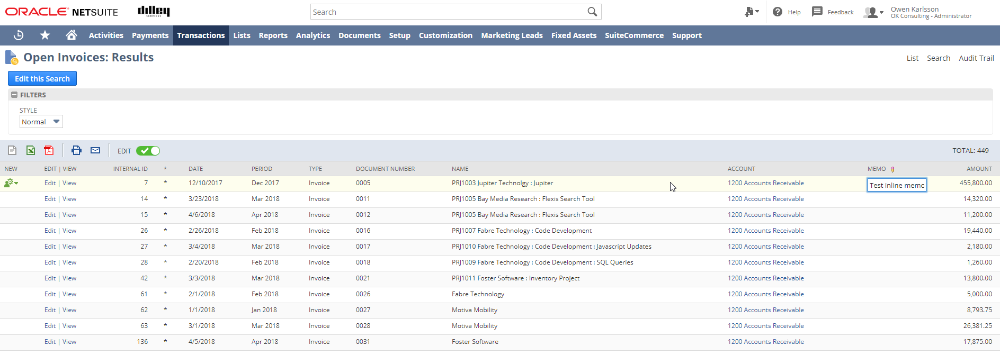 ORACLE NETSUITE dilley SERVICES Search Help Feedback Owen Karlsson
OK Consulting - Administrator
Activities Payments Transactions Lists Reports Analytics Documents Setup Customization Marketing Leads Fixed Assets SuiteCommerce Support
Open Invoices: Results List Search Audit Trail
Edit this Search
FILTERS
STYLE
Normal
EDIT TOTAL: 449
NEW EDIT | VIEW INTERNAL ID * DATE PERIOD TYPE DOCUMENT NUMBER NAME ACCOUNT MEMO AMOUNT
Edit | View 7 * 12/10/2017 Dec 2017 Invoice 0005 PRJ1003 Jupiter Technolgy : Jupiter 1200 Accounts Receivable Test inline memo 455,800.00
Edit | View 14 * 3/23/2018 Mar 2018 Invoice 0011 PRJ1005 Bay Media Research : Flexis Search Tool 1200 Accounts Receivable 14,320.00
Edit | View 15 * 4/6/2018 Apr 2018 Invoice 0012 PRJ1005 Bay Media Research : Flexis Search Tool 1200 Accounts Receivable 11,200.00
Edit | View 26 * 2/26/2018 Feb 2018 Invoice 0016 PRJ1007 Fabre Technology : Code Development 1200 Accounts Receivable 19,440.00
Edit | View 27 * 3/4/2018 Mar 2018 Invoice 0017 PRJ1010 Fabre Technology : Code Development : Javascript Updates 1200 Accounts Receivable 2,180.00
Edit | View 28 * 2/20/2018 Feb 2018 Invoice 0018 PRJ1009 Fabre Technology : Code Development : SQL Queries 1200 Accounts Receivable 1,260.00
Edit | View 42 * 3/3/2018 Mar 2018 Invoice 0021 PRJ1011 Foster Software : Inventory Project 1200 Accounts Receivable 13,800.00
Edit | View 61 * 2/1/2018 Feb 2018 Invoice 0026 Fabre Technology 1200 Accounts Receivable 5,000.00
Edit | View 62 * 1/1/2018 Jan 2018 Invoice 0027 Motiva Mobility 1200 Accounts Receivable 8,793.75
Edit | View 63 * 3/1/2018 Mar 2018 Invoice 0028 Motiva Mobility 1200 Accounts Receivable 26,381.25
Edit | View 136 * 4/5/2018 Apr 2018 Invoice 0031 Foster Software 1200 Accounts Receivable 17,875.00